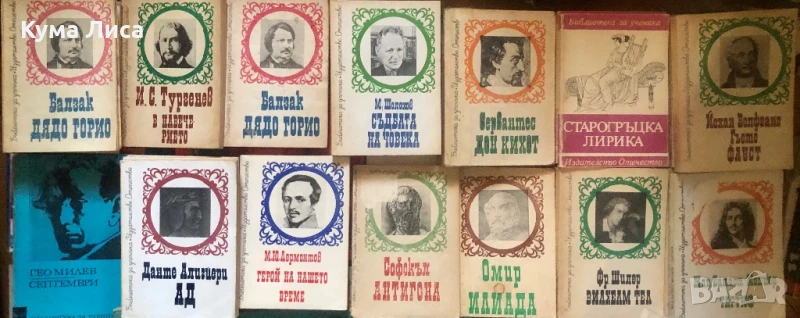 Кума Лиса
Балзак
ДЯДО ГОРИО
И. С. Тургенев
В НАВЕЧЕ
РИЕТО
Балзак
ДЯДО ГОРИО
М. Шолохов
СЪДБАТА
НА ЧОВЕКА
Сервантес
ДОН КИХОТ
Библиотека за ученика
СТАРОГРЪЦКА
ЛИРИКА
Издателство Отечество
Йохан Волфганг
Гьоте
ФАУСТ
ГЕО МИЛЕВ
СЕПТЕМВРИ
Данте Алигиери
АД
М.Ю.Лермонтов
ГЕРОЙ НА НАШЕТО
ВРЕМЕ
Софокъл
АНТИГОНА
Омир
ИЛИАДА
Фр Шилер
ВИЛХЕЛМ ТЕЛ